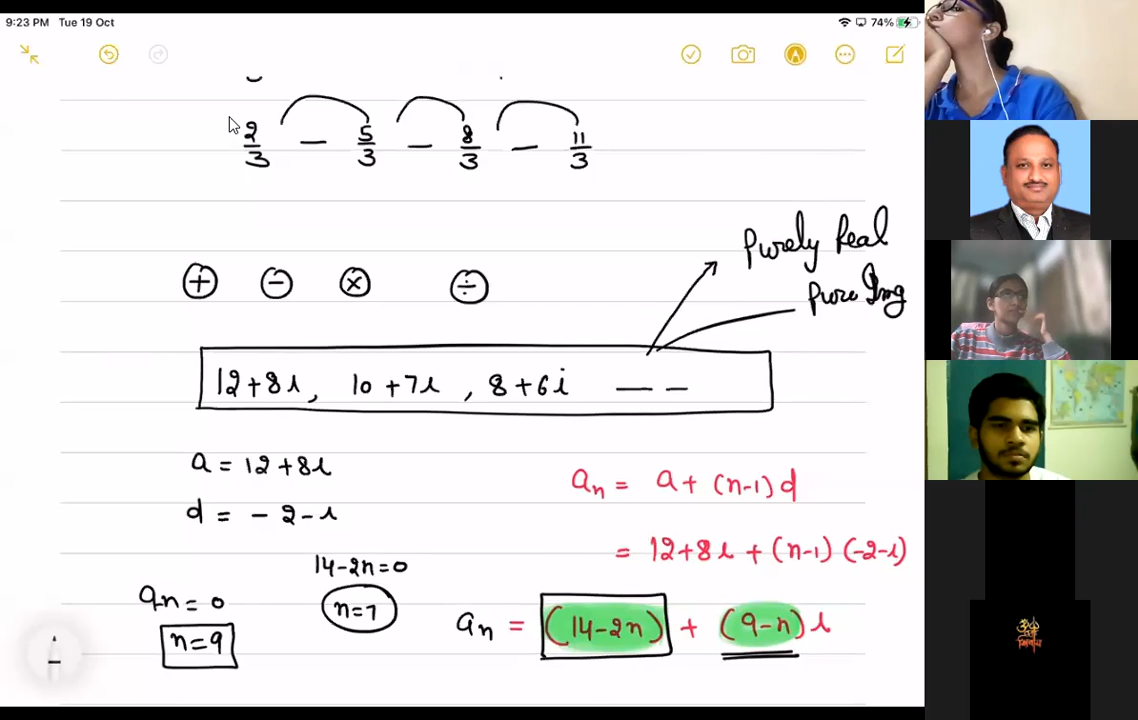 9:23 PM Tue 19 Oct 74%
2/3 — 5/3 — 8/3 — 11/3
Purely Real
Pure Img
+ − × ÷
12+8i, 10+7i, 8+6i — —
a = 12+8i
d = -2-i
an = a+(n-1)d
= 12+8i+(n-1)(-2-i)
14-2n=0
n=7
an = 0
n=9
an = (14-2n) + (9-n)i